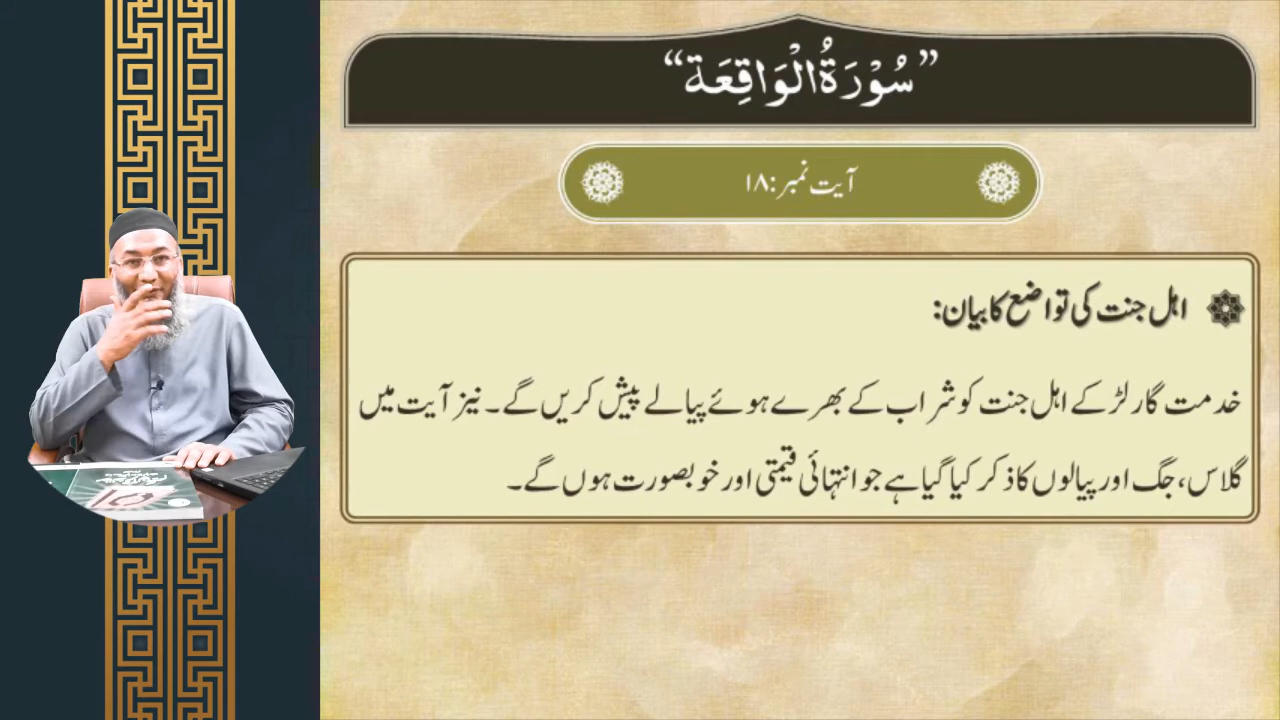 ”سُوْرَةُالْوَاقِعَة“
آیت نمبر:۱۸
اہل جنت کی تواضع کا بیان:
خدمت گار لڑکے اہل جنت کو شراب کے بھرے ہوئے پیالے پیش کریں گے۔ نیز آیت میں
گلاس، جگ اور پیالوں کا ذکر کیا گیا ہے جو انتہائی قیمتی اور خوبصورت ہوں گے۔